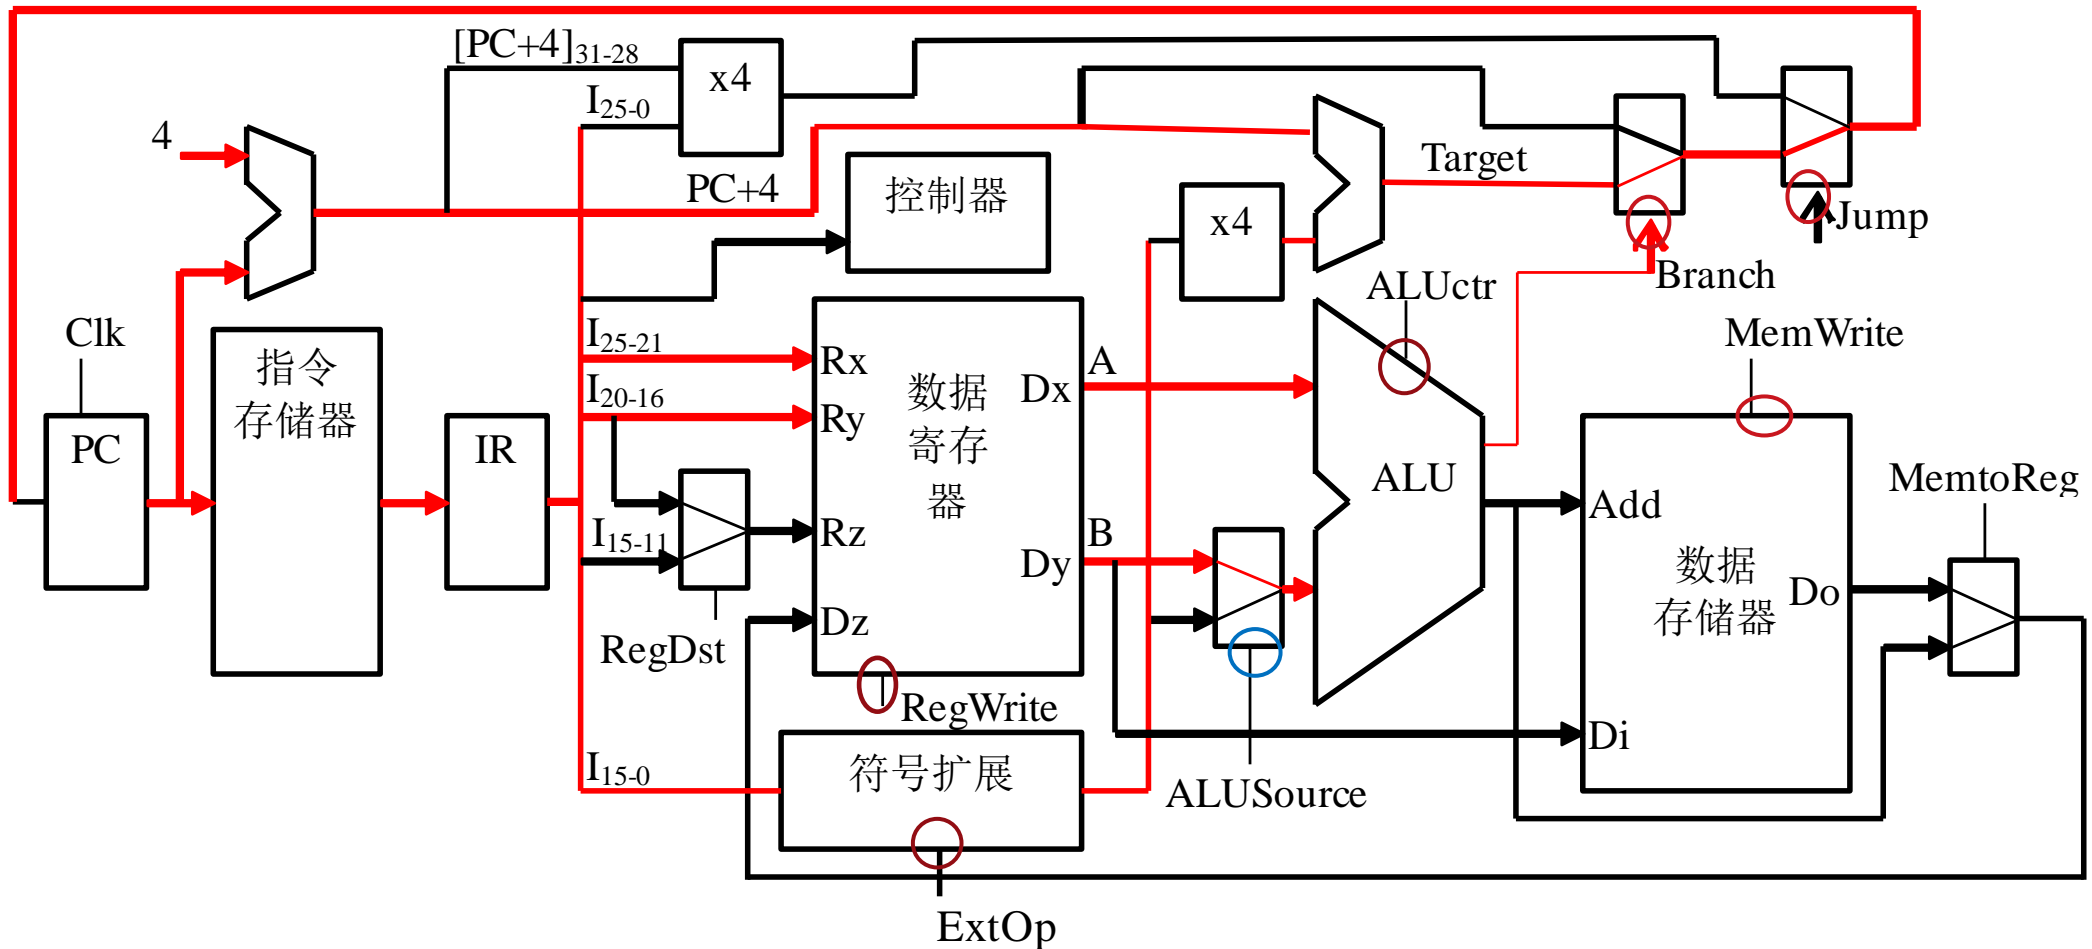 [PC+4]31-28
x4
I25-0
4
PC+4
控制器
Target
x4
Jump
Branch
ALUctr
Clk
指令
存储器
I25-21
Rx
I20-16
Ry
数据
寄存
器
Dx
A
MemWrite
PC
IR
ALU
MemtoReg
I15-11
Rz
B
Dy
Add
数据
存储器
Do
Dz
RegDst
RegWrite
Di
I15-0
符号扩展
ALUSource
ExtOp